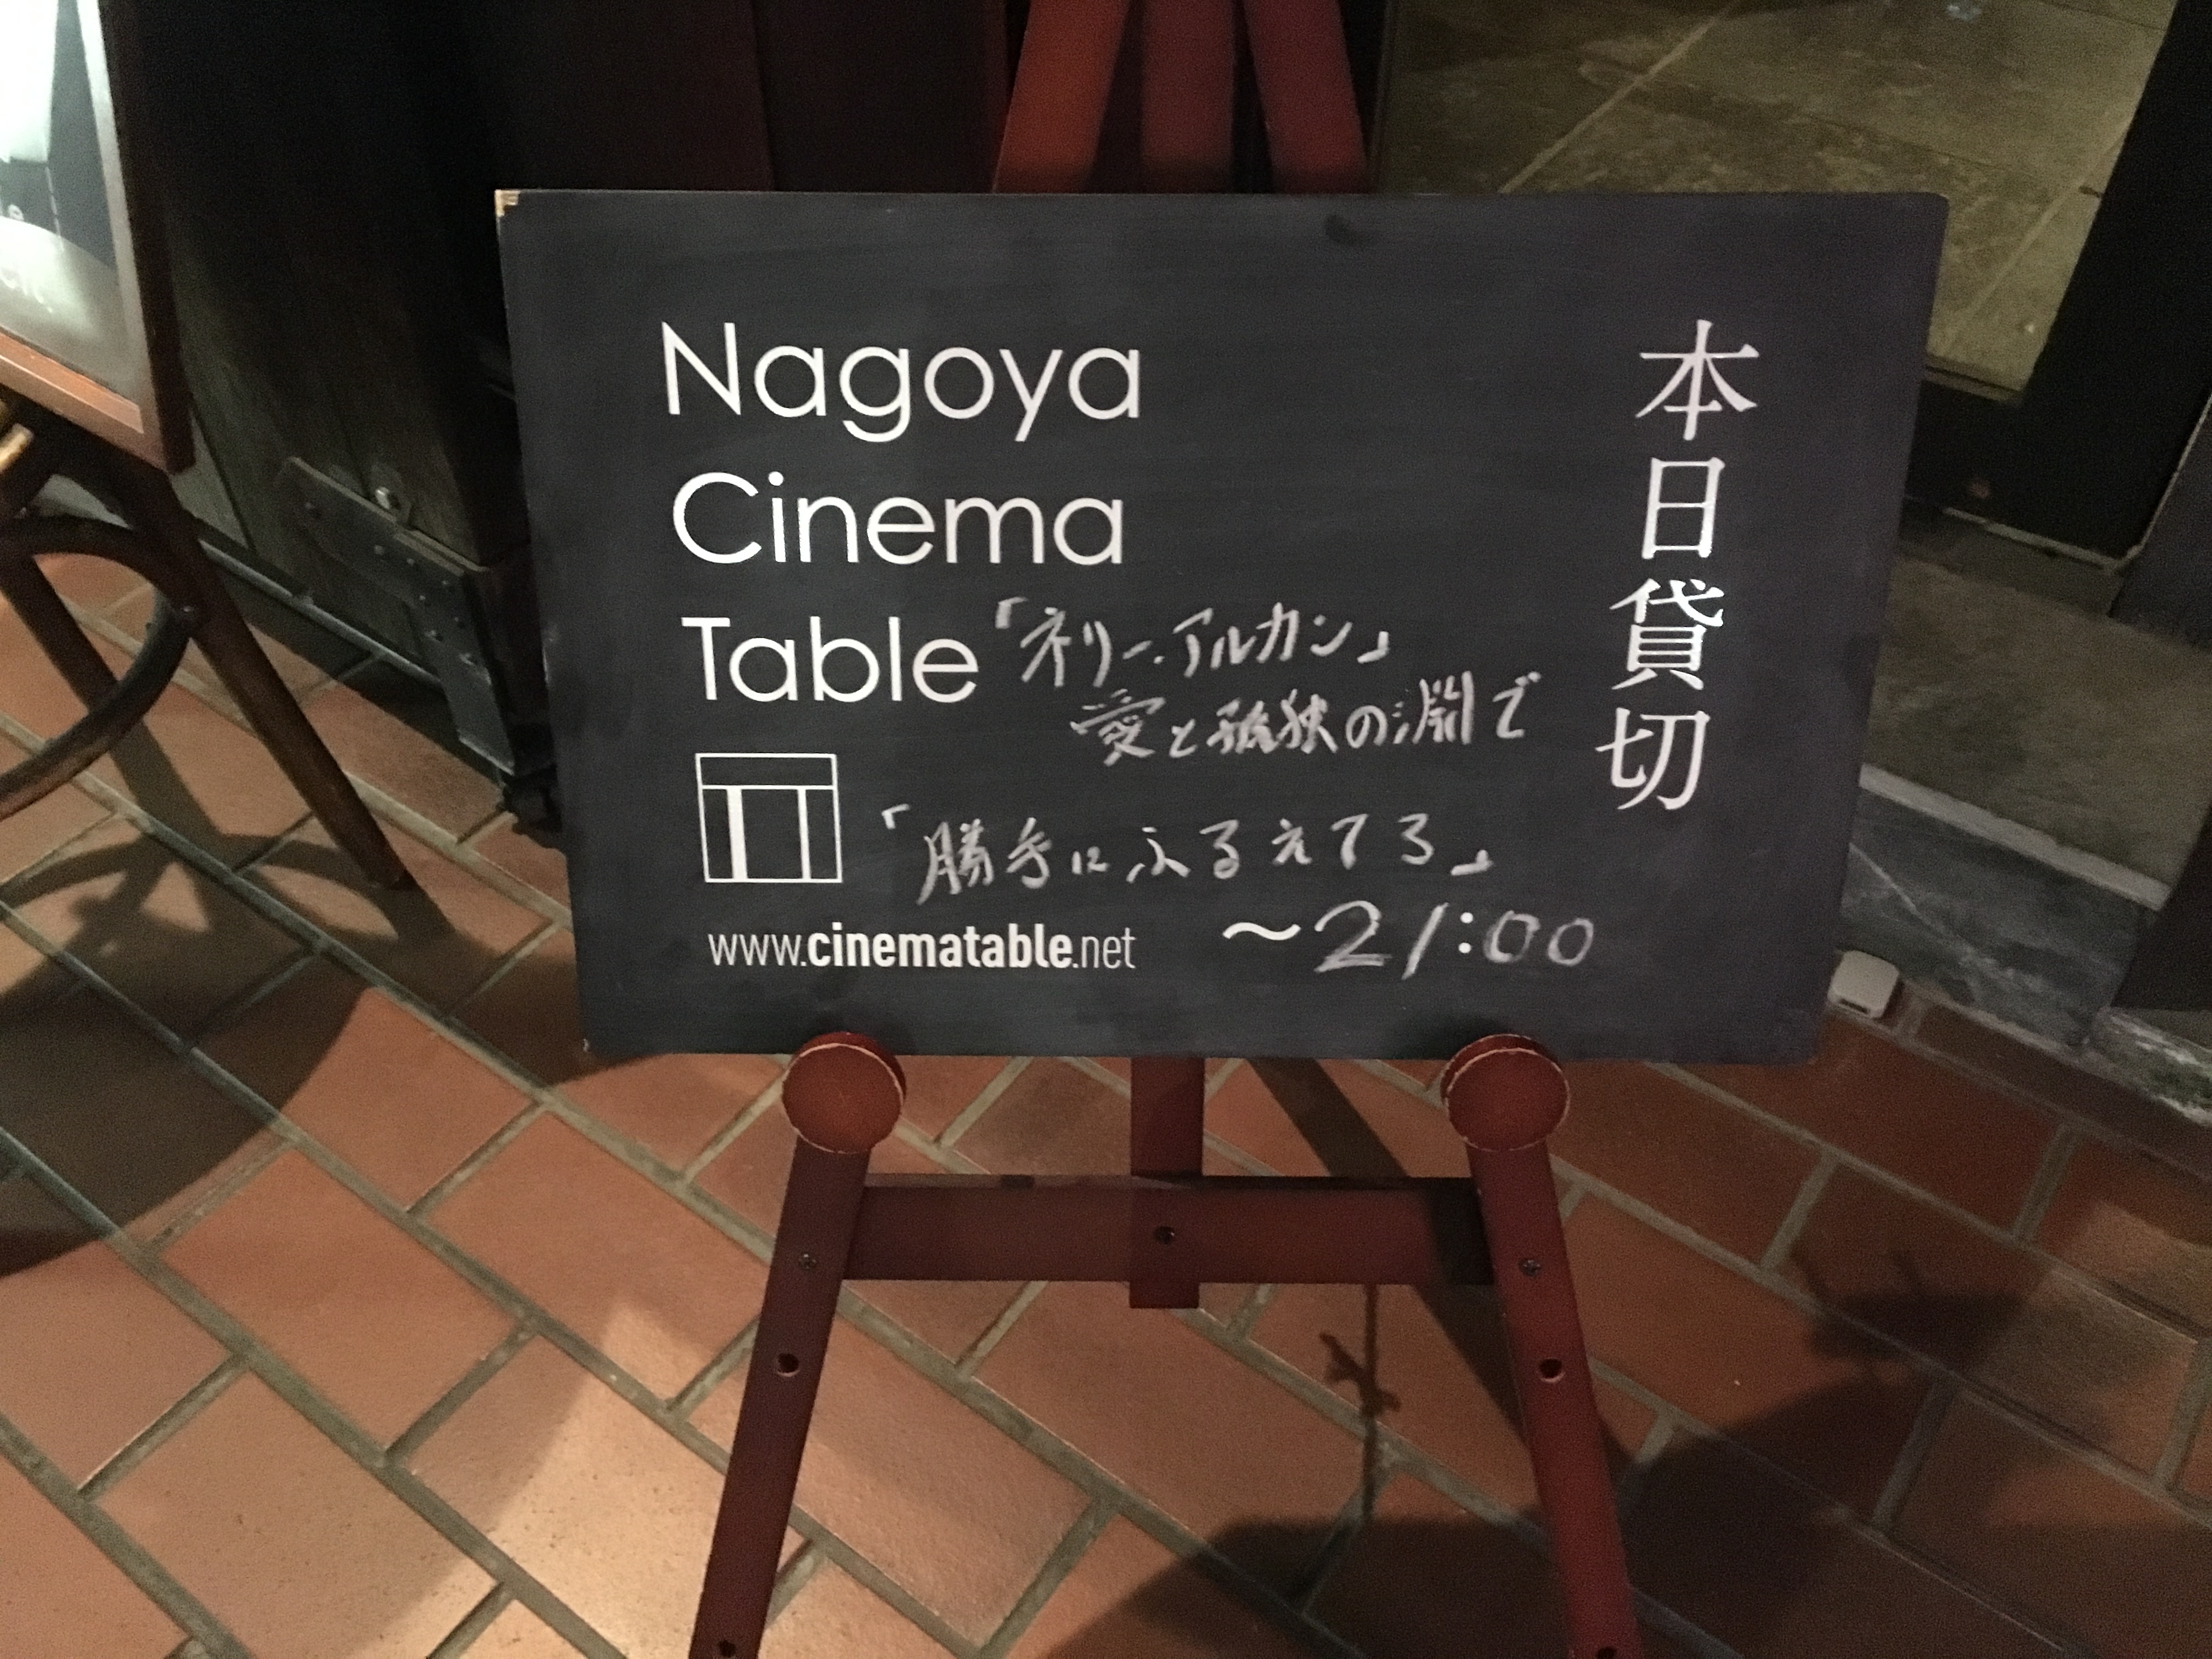 Nagoya
Cinema
Table
「ネリー・アルカン」
愛と孤独の淵で
「勝手にふるえてろ」
www.cinematable.net
〜21:00
本日貸切